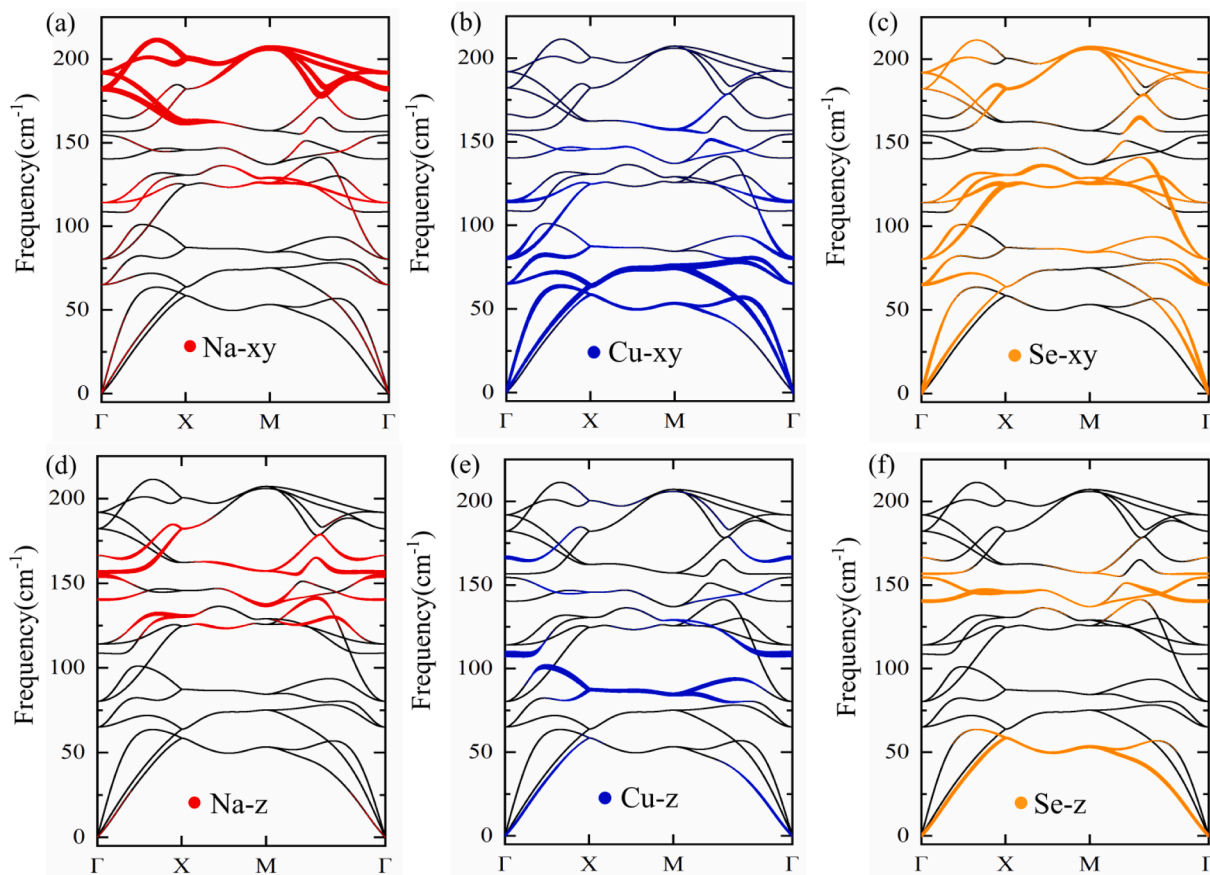 (a)
Frequency(cm⁻¹)
200
150
100
50
0
Na-xy
Γ X M Γ
(b)
Frequency(cm⁻¹)
200
150
100
50
0
Cu-xy
Γ X M Γ
(c)
Frequency(cm⁻¹)
200
150
100
50
0
Se-xy
Γ X M Γ
(d)
Frequency(cm⁻¹)
200
150
100
50
0
Na-z
Γ X M Γ
(e)
Frequency(cm⁻¹)
200
150
100
50
0
Cu-z
Γ X M Γ
(f)
Frequency(cm⁻¹)
200
150
100
50
0
Se-z
Γ X M Γ